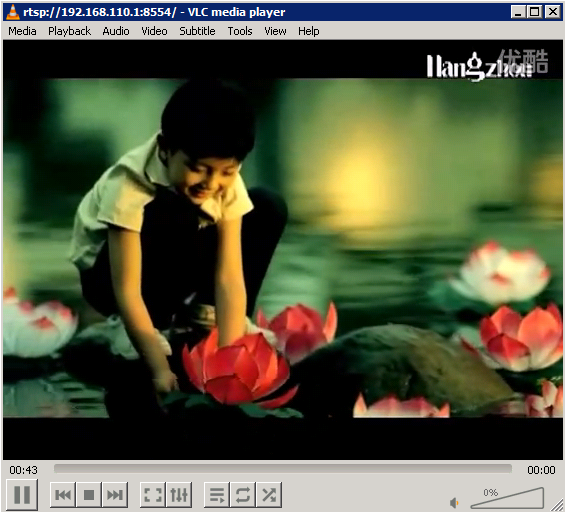 rtsp://192.168.110.1:8554/ - VLC media player
Media Playback Audio Video Subtitle Tools View Help
Hangzhou 优酷
00:43 00:00
0%